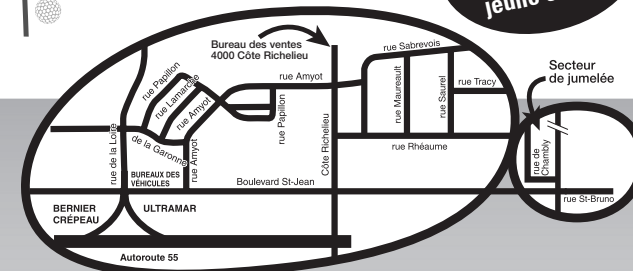 jeune
Bureau des ventes
4000 Côte Richelieu
rue Sabrevois
Secteur
de jumelée
rue Papillon
rue Lamarche
rue Amyot
rue Amyot
rue Papillon
rue Maureault
rue Saurel
rue Tracy
rue de la Loire
de la Garonne
rue Amyot
Côte Richelieu
rue Rhéaume
rue de
Chambly
BUREAUX DES
VÉHICULES
Boulevard St-Jean
rue St-Bruno
BERNIER
CRÉPEAU
ULTRAMAR
Autoroute 55